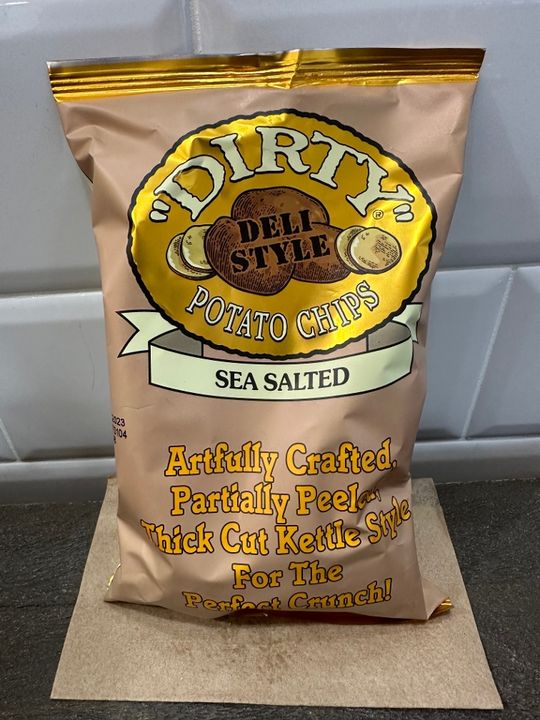 "DIRTY"®
DELI
STYLE
POTATO CHIPS
SEA SALTED
Artfully Crafted,
Partially
Thick Cut Kettle Style
For The
Perfect Crunch!